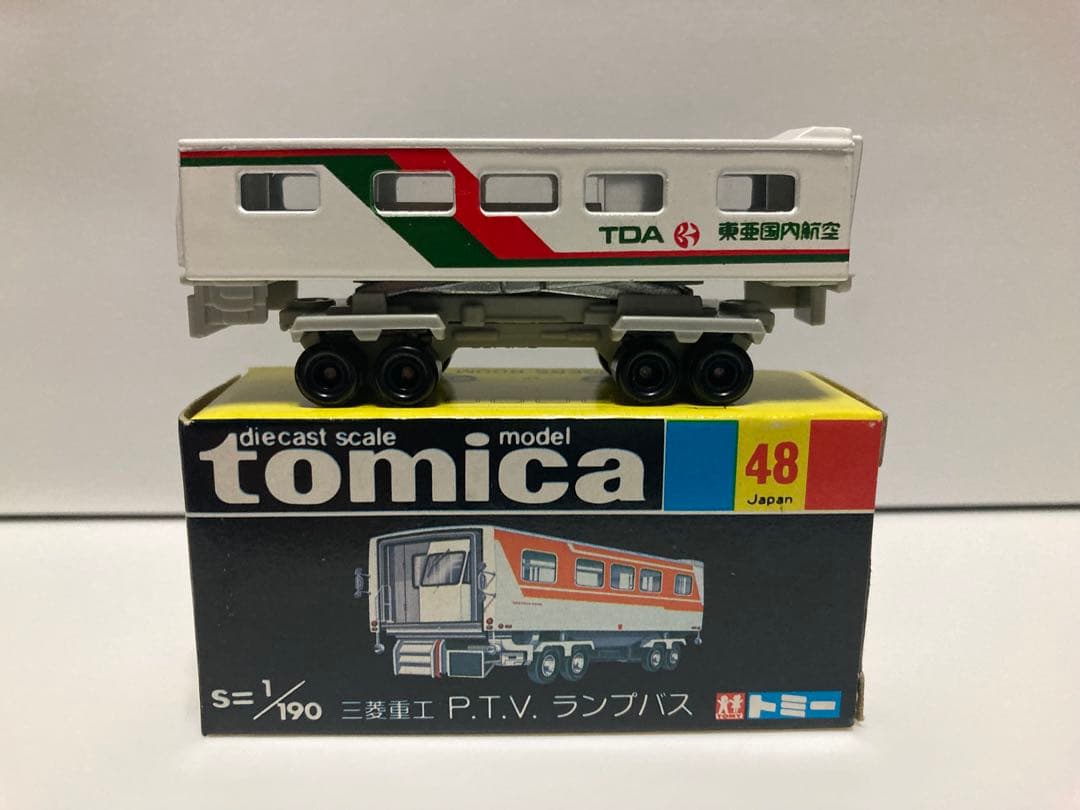 TDA 東亜国内航空
diecast scale model
tomica
48
Japan
S=1/190 三菱重工 P.T.V. ランプバス
TOMY トミー